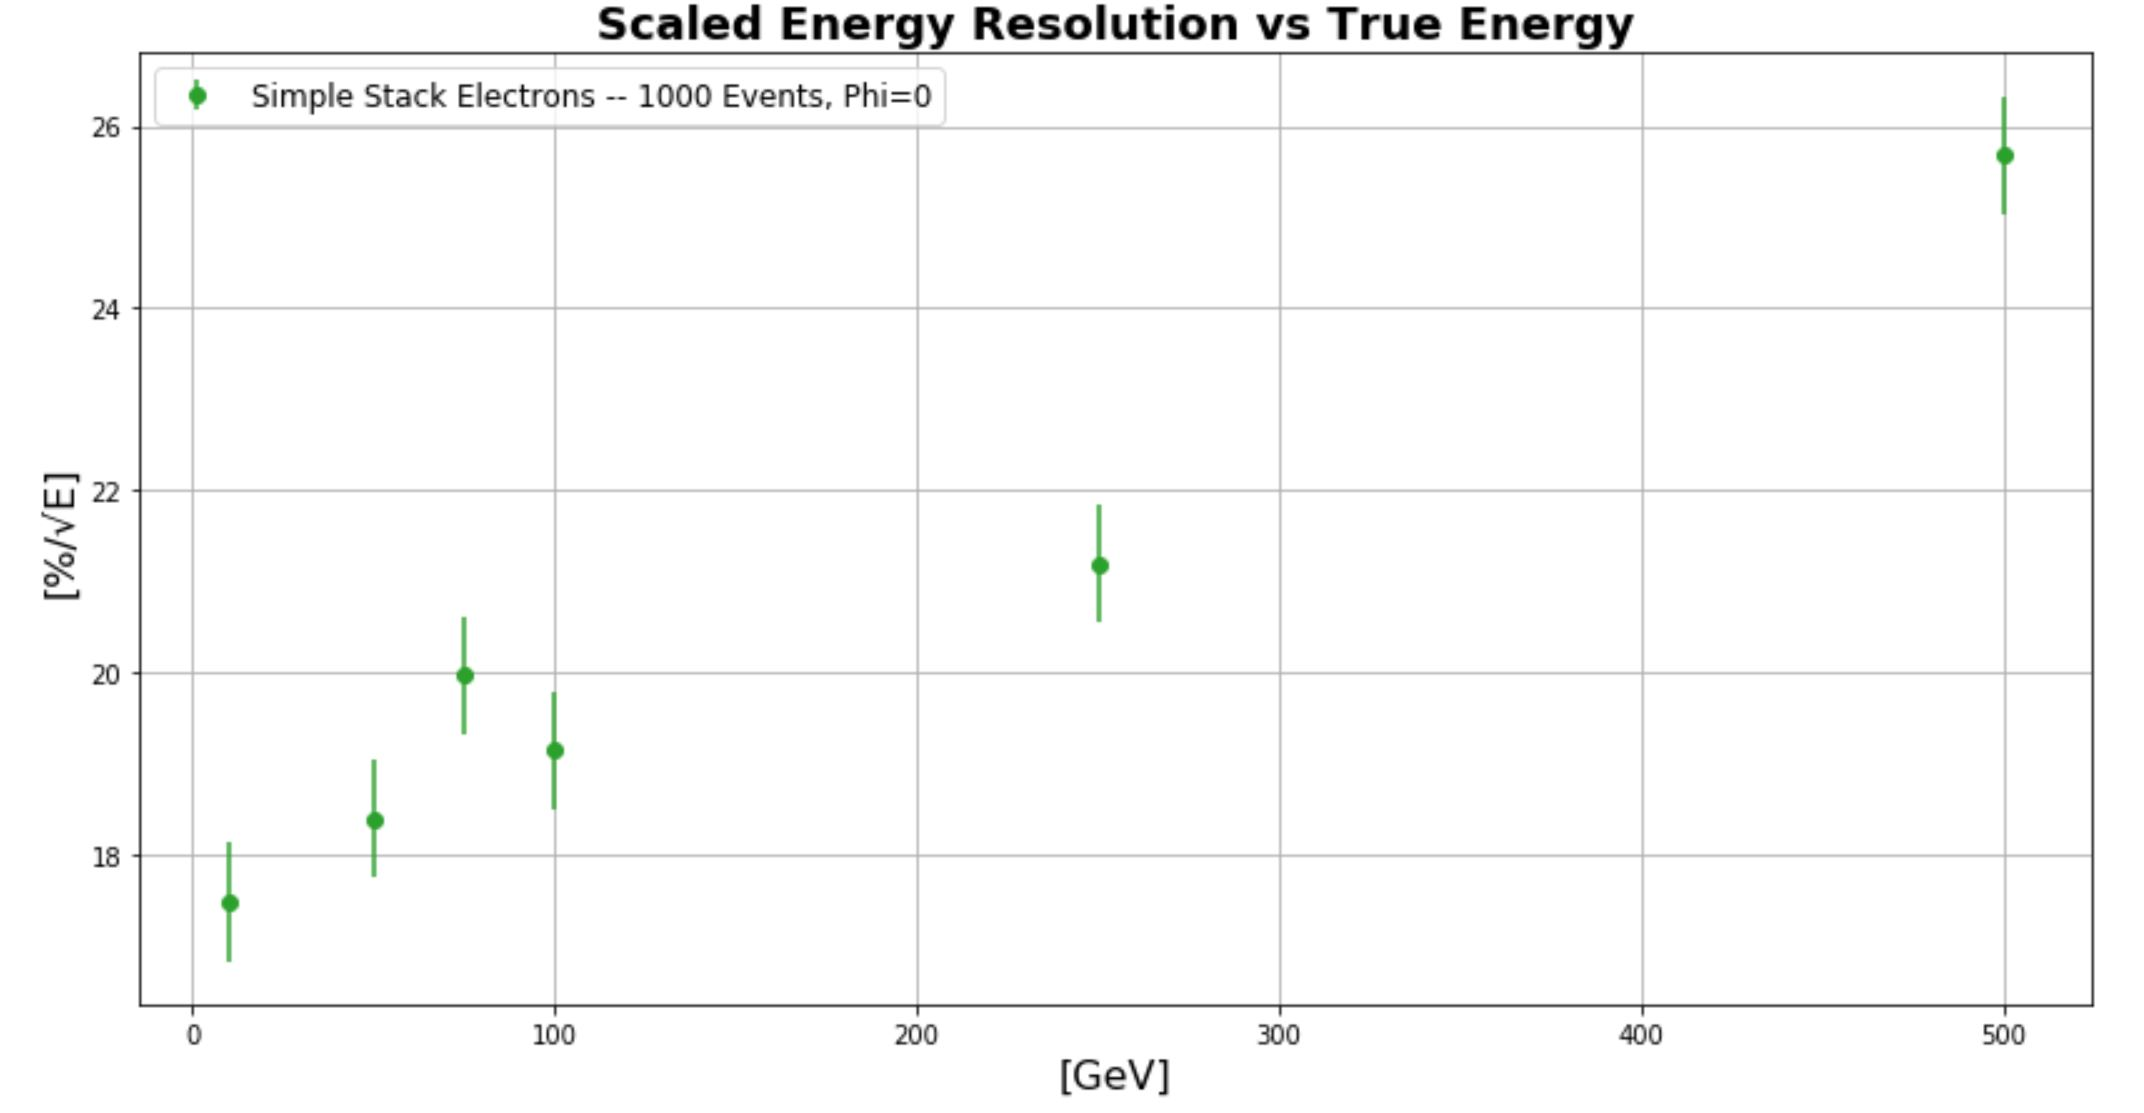 Scaled Energy Resolution vs True Energy
Simple Stack Electrons -- 1000 Events, Phi=0
26
24
22
20
18
[%/√E]
0 100 200 300 400 500
[GeV]